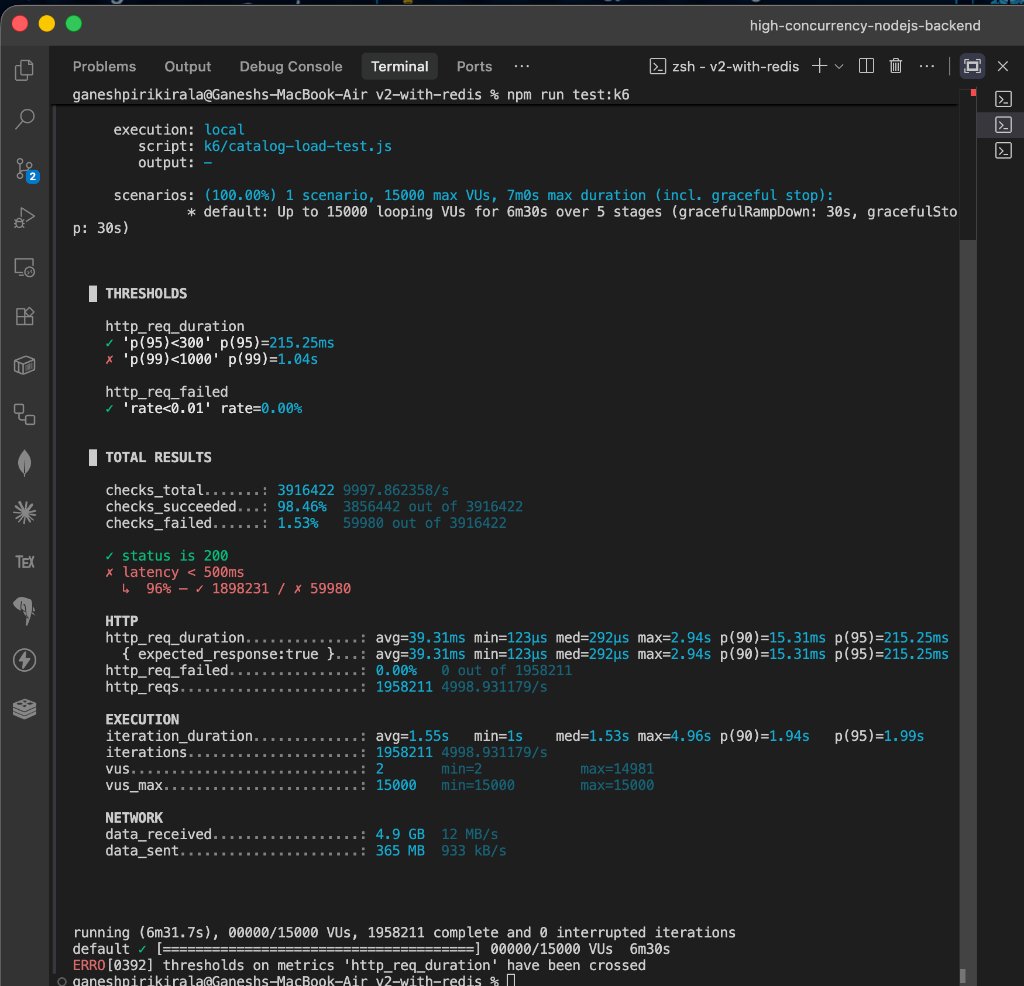 high-concurrency-nodejs-backend
Problems Output Debug Console Terminal Ports ··· zsh - v2-with-redis
ganeshpirikirala@Ganeshs-MacBook-Air v2-with-redis % npm run test:k6
execution: local
script: k6/catalog-load-test.js
output: –
2
scenarios: (100.00%) 1 scenario, 15000 max VUs, 7m0s max duration (incl. graceful stop):
* default: Up to 15000 looping VUs for 6m30s over 5 stages (gracefulRampDown: 30s, gracefulSto
p: 30s)
█ THRESHOLDS
http_req_duration
✓ 'p(95)<300' p(95)=215.25ms
✗ 'p(99)<1000' p(99)=1.04s
http_req_failed
✓ 'rate<0.01' rate=0.00%
█ TOTAL RESULTS
checks_total.......: 3916422 9997.862358/s
checks_succeeded...: 98.46% 3856442 out of 3916422
checks_failed......: 1.53% 59980 out of 3916422
✓ status is 200
✗ latency < 500ms
↳ 96% — ✓ 1898231 / ✗ 59980
TEX
HTTP
http_req_duration..............: avg=39.31ms min=123µs med=292µs max=2.94s p(90)=15.31ms p(95)=215.25ms
{ expected_response:true }...: avg=39.31ms min=123µs med=292µs max=2.94s p(90)=15.31ms p(95)=215.25ms
http_req_failed................: 0.00% 0 out of 1958211
http_reqs......................: 1958211 4998.931179/s
EXECUTION
iteration_duration.............: avg=1.55s min=1s med=1.53s max=4.96s p(90)=1.94s p(95)=1.99s
iterations.....................: 1958211 4998.931179/s
vus............................: 2 min=2 max=14981
vus_max........................: 15000 min=15000 max=15000
NETWORK
data_received..................: 4.9 GB 12 MB/s
data_sent......................: 365 MB 933 kB/s
running (6m31.7s), 00000/15000 VUs, 1958211 complete and 0 interrupted iterations
default ✓ [======================================] 00000/15000 VUs 6m30s
ERRO[0392] thresholds on metrics 'http_req_duration' have been crossed
ganeshpirikirala@Ganeshs-MacBook-Air v2-with-redis %